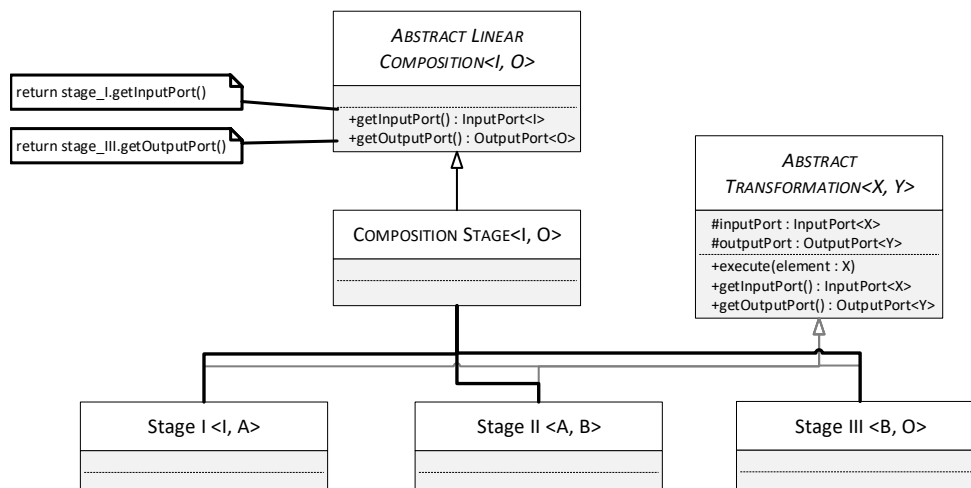 ABSTRACT LINEAR
COMPOSITION<I, O>
return stage_I.getInputPort()
+getInputPort() : InputPort<I>
return stage_III.getOutputPort()
+getOutputPort() : OutputPort<O>
ABSTRACT
TRANSFORMATION<X, Y>
#inputPort : InputPort<X>
#outputPort : OutputPort<Y>
+execute(element : X)
+getInputPort() : InputPort<X>
+getOutputPort() : OutputPort<Y>
COMPOSITION STAGE<I, O>
Stage I <I, A>
Stage II <A, B>
Stage III <B, O>